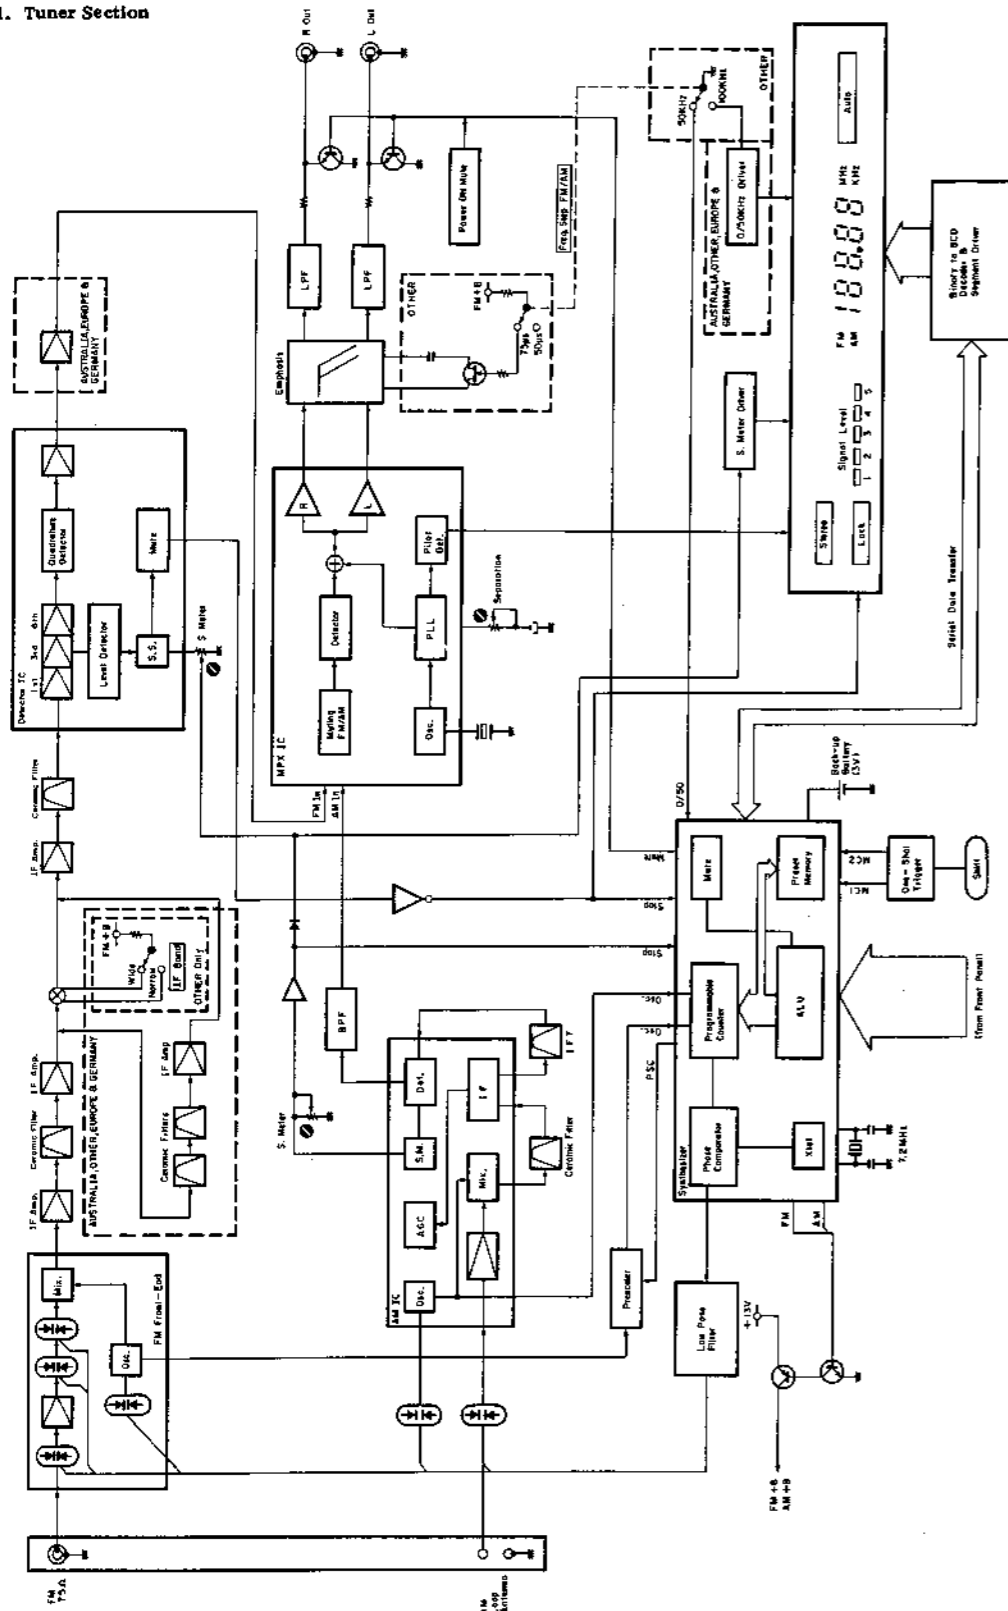 1. Tuner Section
FM
75Ω
Loop
Antenna
FM Front-End
Mix.
Osc.
IF Amp.
Ceramic Filter
IF Amp.
AUSTRALIA, OTHER, EUROPE & GERMANY
Ceramic Filters
IF Amp
FM+B
Wide
Narrow
IF Band
OTHER Only
IF Amp.
Ceramic Filter
Detector IC
1st
3rd
6th
Quadrature
Detector
Level Detector
S.S.
Mute
S Meter
AUSTRALIA, EUROPE &
GERMANY
AM IC
Osc.
AGC
Mix.
S.M.
Det.
IF
Ceramic Filter
IFT
S. Meter
BPF
FM In
AM In
MPX IC
Muting
FM/AM
Detector
Osc.
PLL
Pilot
Det.
Separation
R
L
Emphasis
LPF
LPF
R Out
L Out
OTHER
FM+B
75μs
50μs
Power On Mute
Freq. Step FM/AM
50KHz
100KHz
OTHER
0/50KHz Driver
AUSTRALIA, OTHER, EUROPE &
GERMANY
S. Meter Driver
Stereo
Lock
Signal Level
1 2 3 4 5
FM
AM
188.88
MHz
KHz
Auto
Binary to BCD
Decoder &
Segment Driver
Serial Data Transfer
Prescaler
PSC
Osc.
Osc.
Stop
Stop
Mute
0/50
Synthesizer
Phase
Comparator
Programmable
Counter
Mute
Xtal
ALU
Preset
Memory
7.2MHz
Back-up
Battery
(3V)
MC1
MC2
One-Shot
Trigger
(from Front Panel)
FM
AM
Low Pass
Filter
+13V
FM+B
AM+B